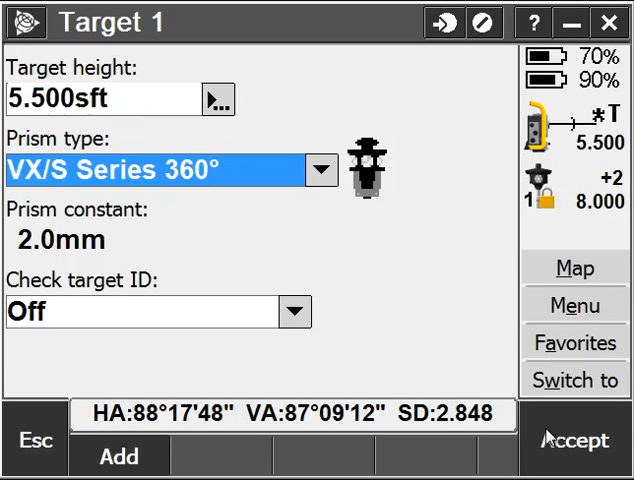 Target 1
?
Target height:
5.500sft
Prism type:
VX/S Series 360°
Prism constant:
2.0mm
Check target ID:
Off
70%
90%
*T
5.500
+2
1
8.000
Map
Menu
Favorites
Switch to
HA:88°17'48" VA:87°09'12" SD:2.848
Esc
Add
Accept